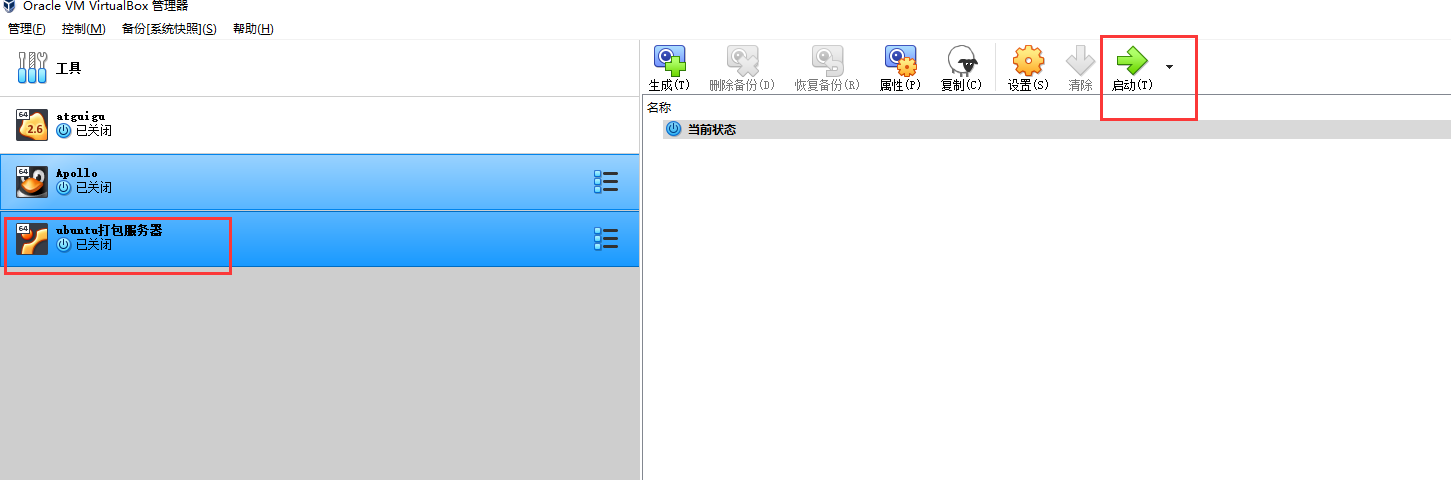 Oracle VM VirtualBox 管理器
管理(F) 控制(M) 备份[系统快照](S) 帮助(H)
工具
生成(T) 删除备份(D) 恢复备份(R) 属性(P) 复制(C) 设置(S) 清除 启动(T)
名称
当前状态
64
2.6
atguigu
已关闭
64
Apollo
已关闭
64
ubuntu打包服务器
已关闭